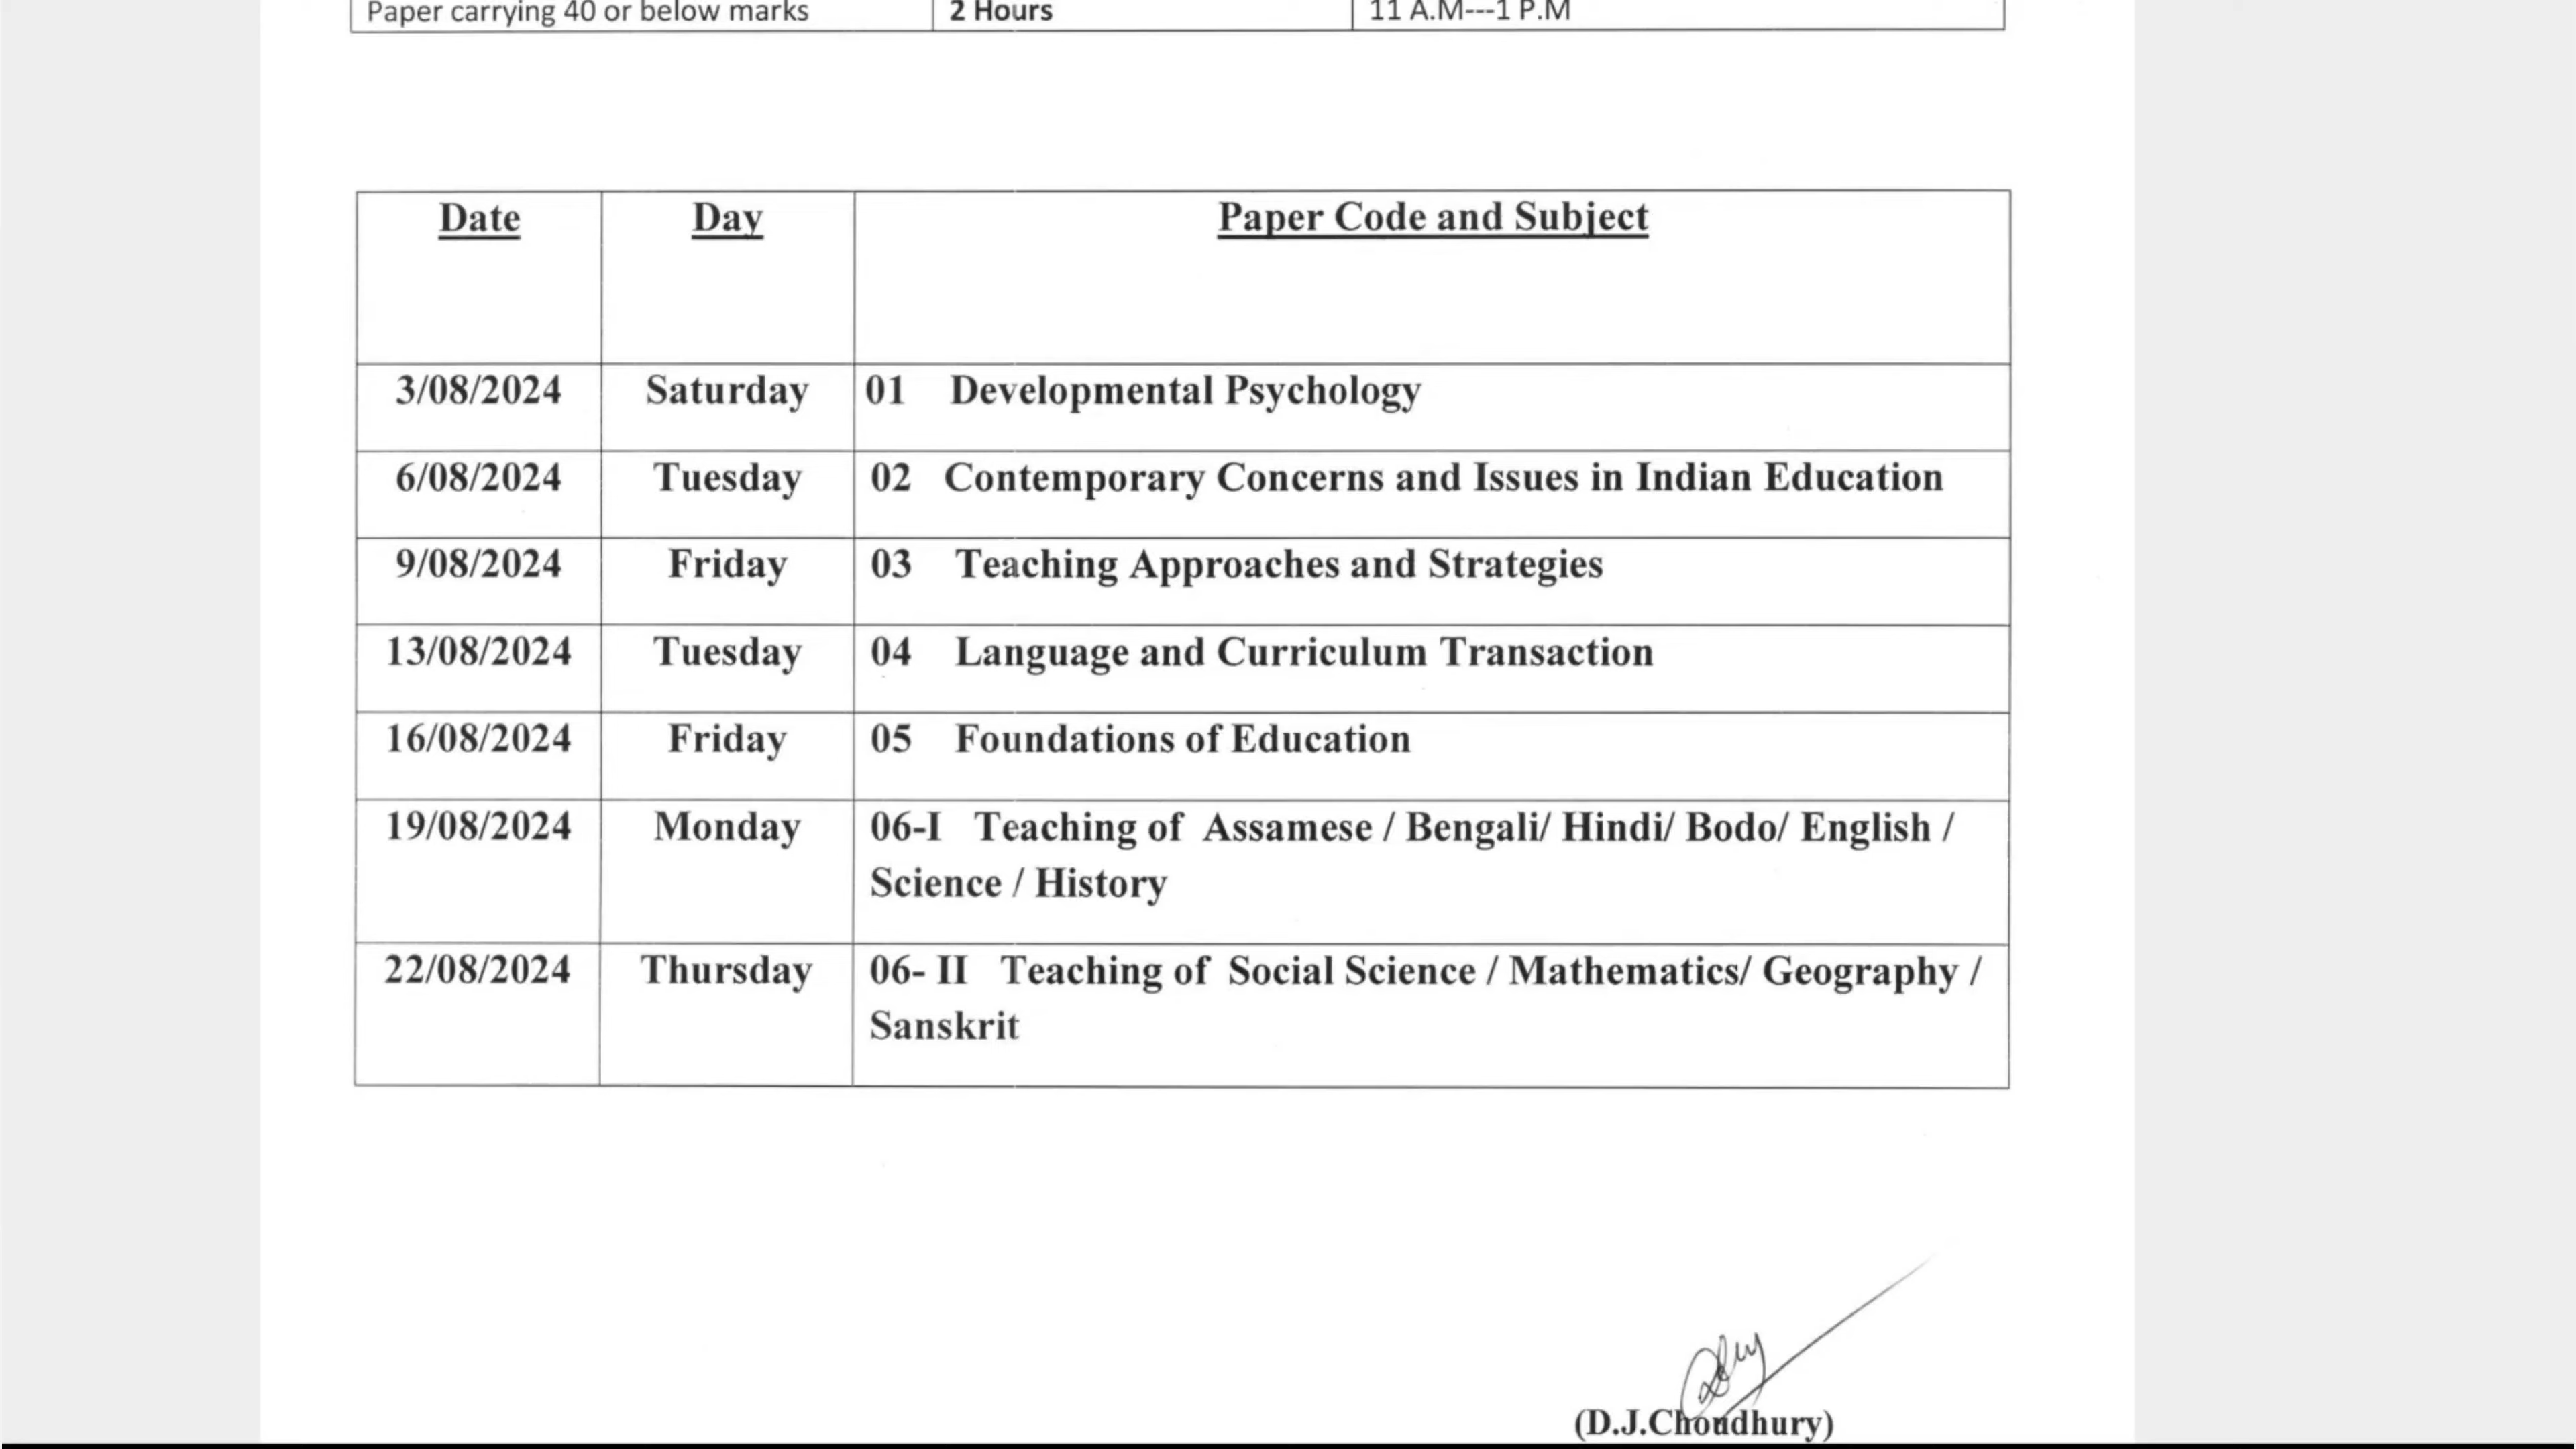 Paper carrying 40 or below marks 2 Hours 11 A.M---1 P.M
Date Day Paper Code and Subject
3/08/2024 Saturday 01 Developmental Psychology
6/08/2024 Tuesday 02 Contemporary Concerns and Issues in Indian Education
9/08/2024 Friday 03 Teaching Approaches and Strategies
13/08/2024 Tuesday 04 Language and Curriculum Transaction
16/08/2024 Friday 05 Foundations of Education
19/08/2024 Monday 06-I Teaching of Assamese / Bengali/ Hindi/ Bodo/ English /
Science / History
22/08/2024 Thursday 06- II Teaching of Social Science / Mathematics/ Geography /
Sanskrit
(D.J.Choudhury)